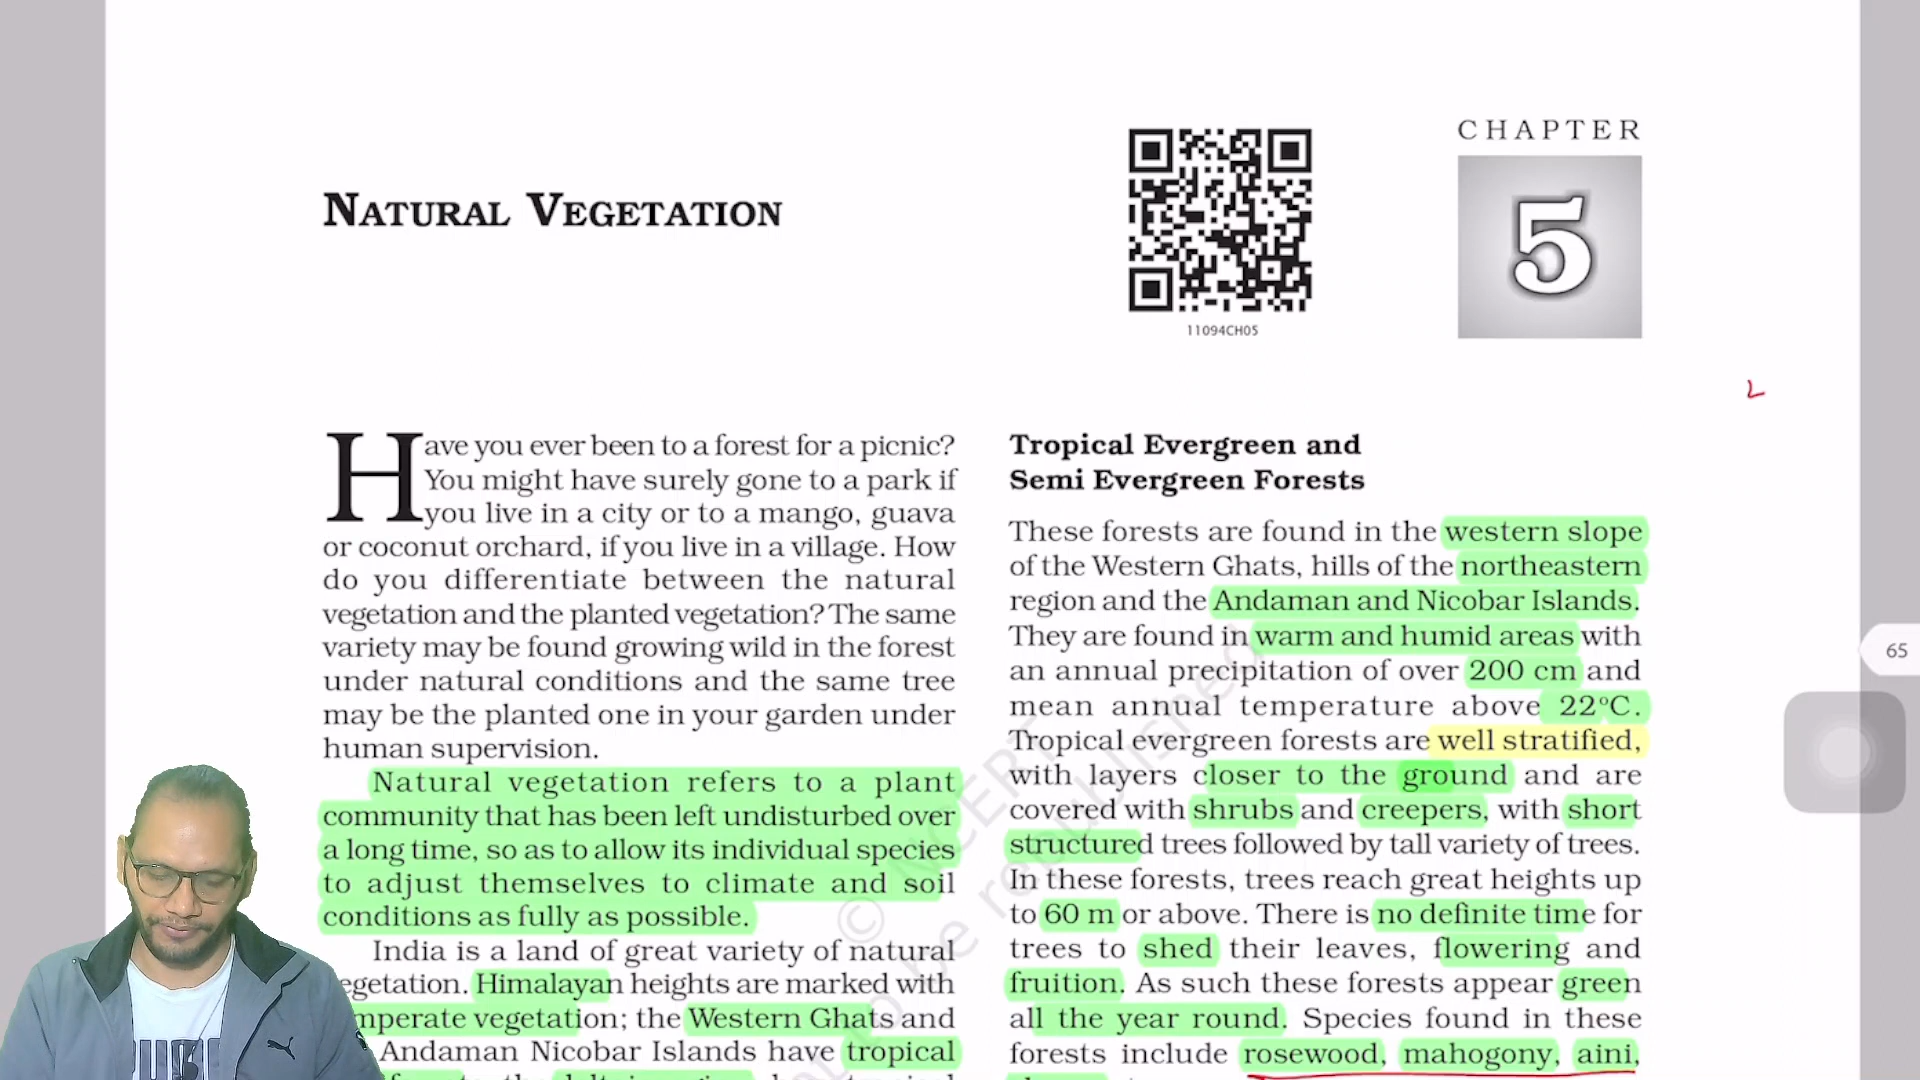 CHAPTER
5
NATURAL VEGETATION
11094CH05
Have you ever been to a forest for a picnic?
You might have surely gone to a park if
you live in a city or to a mango, guava
or coconut orchard, if you live in a village. How
do you differentiate between the natural
vegetation and the planted vegetation? The same
variety may be found growing wild in the forest
under natural conditions and the same tree
may be the planted one in your garden under
human supervision.
Natural vegetation refers to a plant
community that has been left undisturbed over
a long time, so as to allow its individual species
to adjust themselves to climate and soil
conditions as fully as possible.
India is a land of great variety of natural
egetation. Himalayan heights are marked with
mperate vegetation; the Western Ghats and
Andaman Nicobar Islands have tropical
Tropical Evergreen and
Semi Evergreen Forests
These forests are found in the western slope
of the Western Ghats, hills of the northeastern
region and the Andaman and Nicobar Islands.
They are found in warm and humid areas with
an annual precipitation of over 200 cm and
mean annual temperature above 22°C.
Tropical evergreen forests are well stratified,
with layers closer to the ground and are
covered with shrubs and creepers, with short
structured trees followed by tall variety of trees.
In these forests, trees reach great heights up
to 60 m or above. There is no definite time for
trees to shed their leaves, flowering and
fruition. As such these forests appear green
all the year round. Species found in these
forests include rosewood, mahogony, aini,
© NCERT
to be republished
65